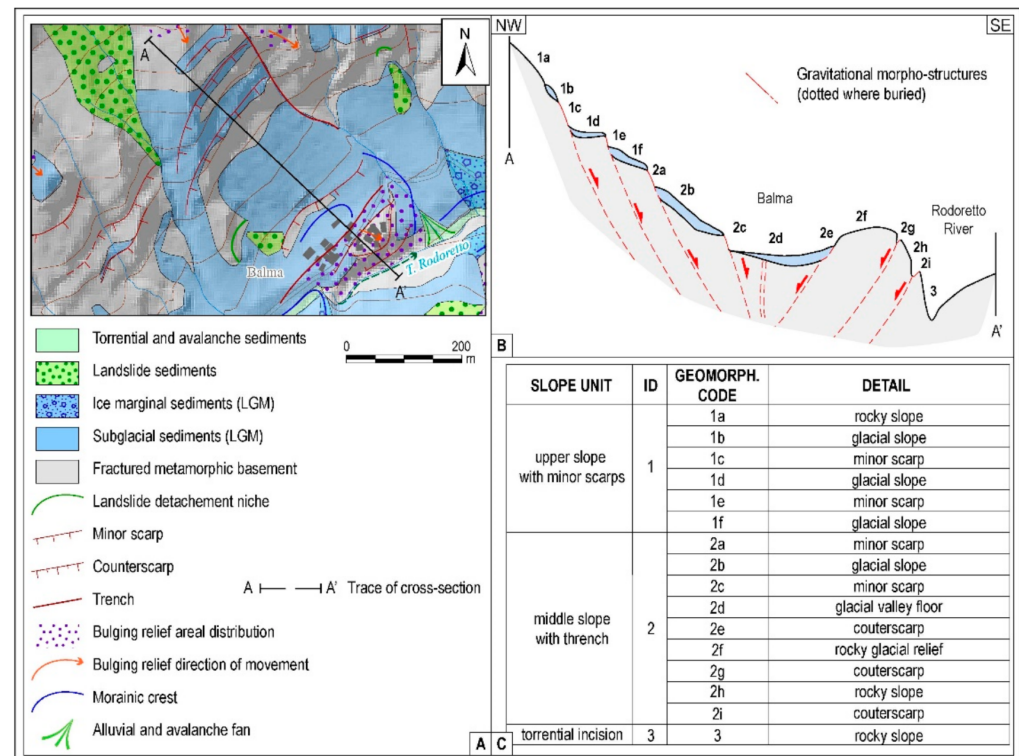 A
N
Balma
T. Rodoretto
A'
Torrential and avalanche sediments
Landslide sediments
Ice marginal sediments (LGM)
Subglacial sediments (LGM)
Fractured metamorphic basement
Landslide detachement niche
Minor scarp
Counterscarp
Trench
Bulging relief areal distribution
Bulging relief direction of movement
Morainic crest
Alluvial and avalanche fan
0 200
m
A A' Trace of cross-section
A
NW
SE
Gravitational morpho-structures
(dotted where buried)
1a
1b
1c
1d
1e
1f
2a
2b
2c
2d
2e
2f
2g
2h
2i
3
Balma
Rodoretto
River
A
A'
B
SLOPE UNIT ID GEOMORPH. CODE DETAIL
upper slope
with minor scarps
1
1a rocky slope
1b glacial slope
1c minor scarp
1d glacial slope
1e minor scarp
1f glacial slope
middle slope
with thrench
2
2a minor scarp
2b glacial slope
2c minor scarp
2d glacial valley floor
2e couterscarp
2f rocky glacial relief
2g couterscarp
2h rocky slope
2i couterscarp
torrential incision 3 3 rocky slope
C